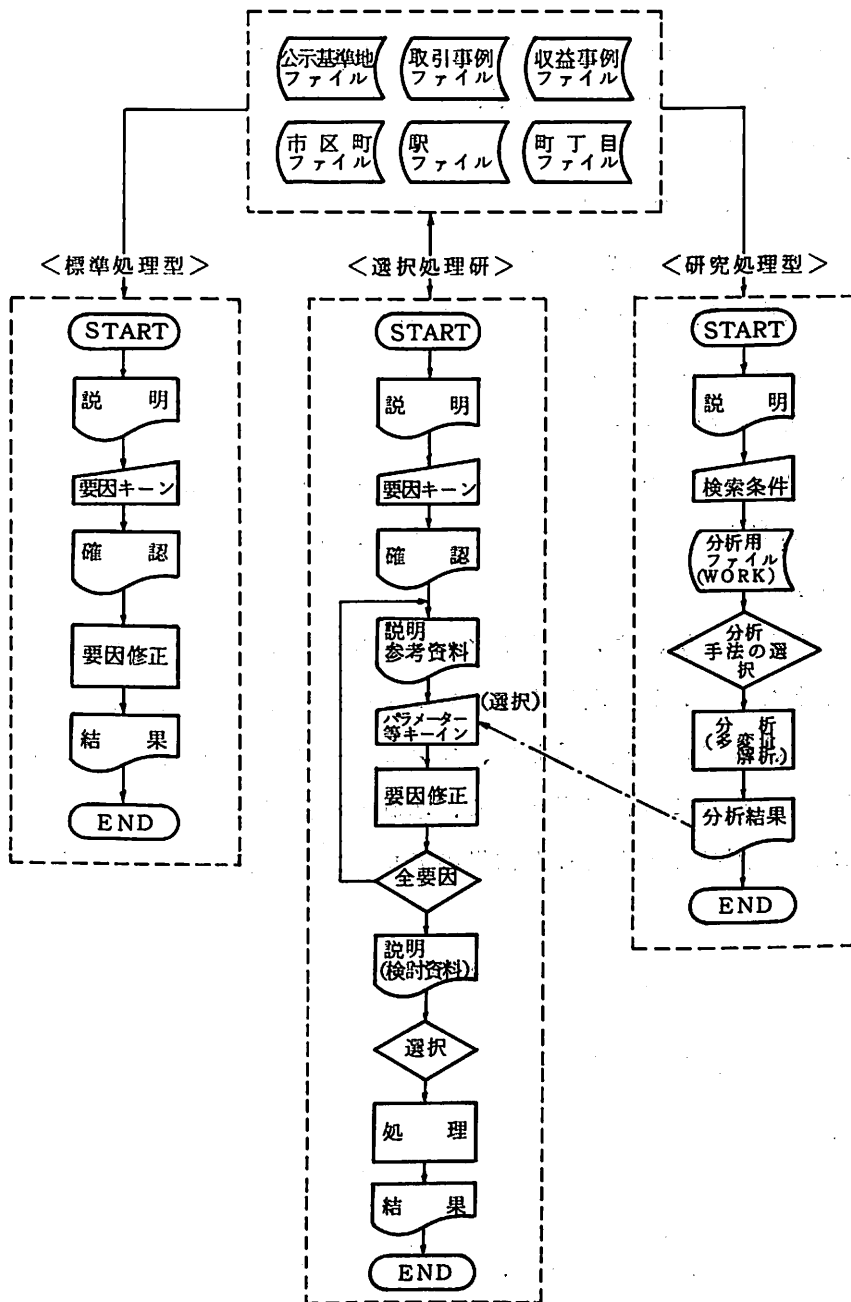 公示基準地
ファイル
取引事例
ファイル
収益事例
ファイル
市区町
ファイル
駅
ファイル
町丁目
ファイル
＜標準処理型＞
START
説明
要因キーン
確認
要因修正
結果
END
＜選択処理研＞
START
説明
要因キーン
確認
説明
参考資料
(選択)
パラメーター
等キーイン
要因修正
全要因
説明
(検討資料)
選択
処理
結果
END
＜研究処理型＞
START
説明
検索条件
分析用
ファイル
(WORK)
分析
手法の選
択
分析
(多変量
解析)
分析結果
END